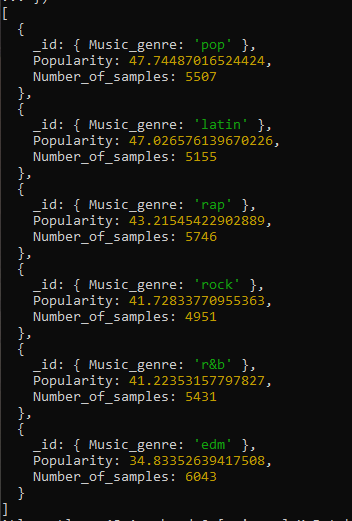 [
  {
    _id: { Music_genre: 'pop' },
    Popularity: 47.74487016524424,
    Number_of_samples: 5507
  },
  {
    _id: { Music_genre: 'latin' },
    Popularity: 47.026576139670226,
    Number_of_samples: 5155
  },
  {
    _id: { Music_genre: 'rap' },
    Popularity: 43.21545422902889,
    Number_of_samples: 5746
  },
  {
    _id: { Music_genre: 'rock' },
    Popularity: 41.72833770955363,
    Number_of_samples: 4951
  },
  {
    _id: { Music_genre: 'r&b' },
    Popularity: 41.22353157797827,
    Number_of_samples: 5431
  },
  {
    _id: { Music_genre: 'edm' },
    Popularity: 34.83352639417508,
    Number_of_samples: 6043
  }
]